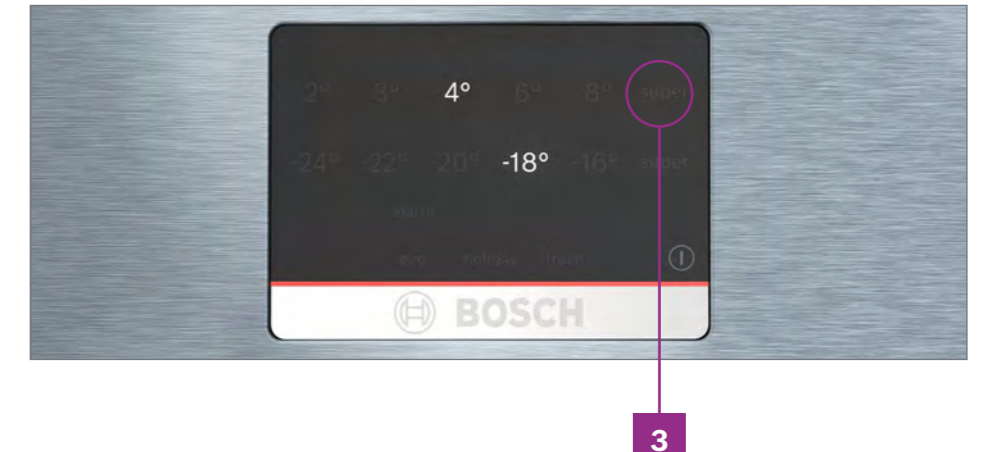 2° 3° 4° 6° 8° super
-24° -22° -20° -18° -16° super
alarm
eco holiday fresh
BOSCH
3